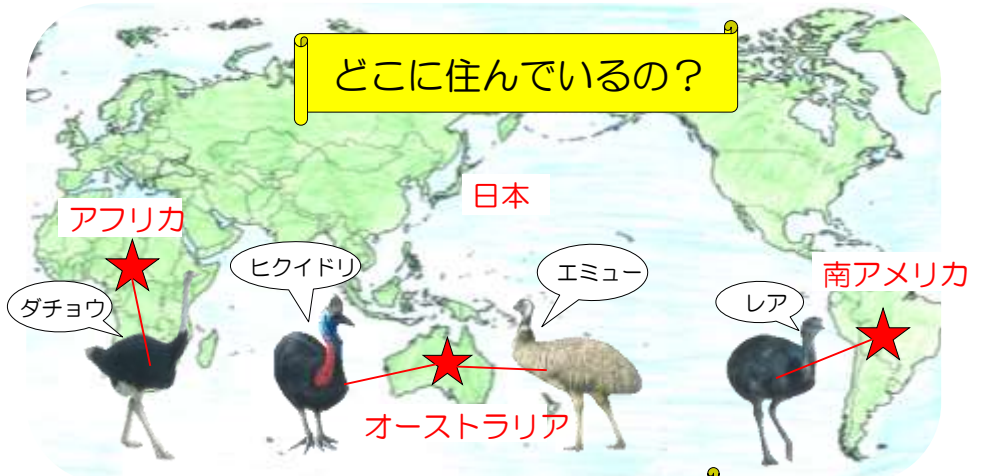 どこに住んでいるの？
日本
アフリカ
ヒクイドリ
エミュー
南アメリカ
ダチョウ
レア
オーストラリア